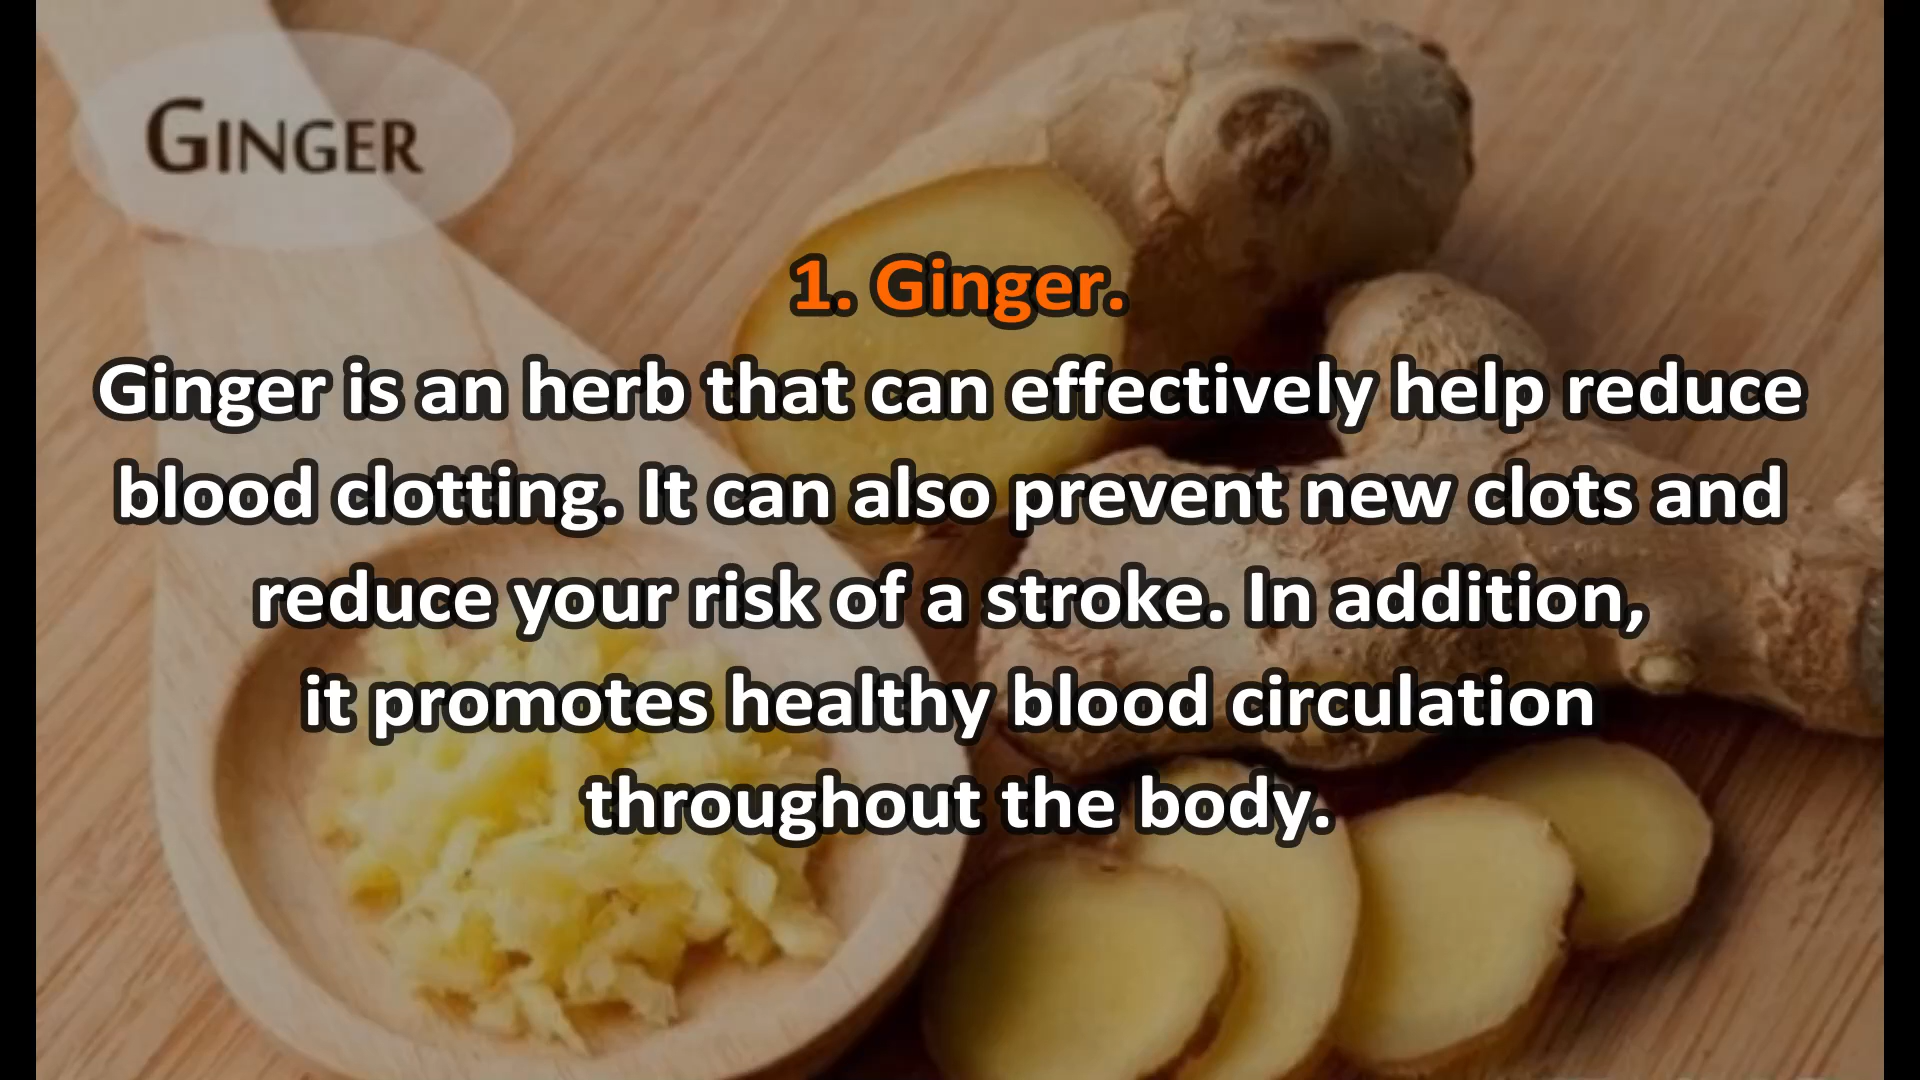 GINGER
1. Ginger.
Ginger is an herb that can effectively help reduce
blood clotting. It can also prevent new clots and
reduce your risk of a stroke. In addition,
it promotes healthy blood circulation
throughout the body.